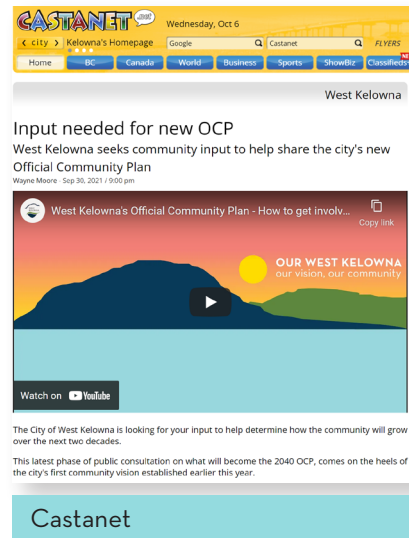 CASTANET .net
Wednesday, Oct 6
< city > Kelowna's Homepage
Google
Castanet
FLYERS
Home
BC
Canada
World
Business
Sports
ShowBiz
Classifieds
West Kelowna
Input needed for new OCP
West Kelowna seeks community input to help share the city's new
Official Community Plan
Wayne Moore - Sep 30, 2021 / 9:00 pm
West Kelowna's Official Community Plan - How to get involv...
Copy link
OUR WEST KELOWNA
our vision, our community
Watch on YouTube
The City of West Kelowna is looking for your input to help determine how the community will grow
over the next two decades.
This latest phase of public consultation on what will become the 2040 OCP, comes on the heels of
the city's first community vision established earlier this year.
Castanet